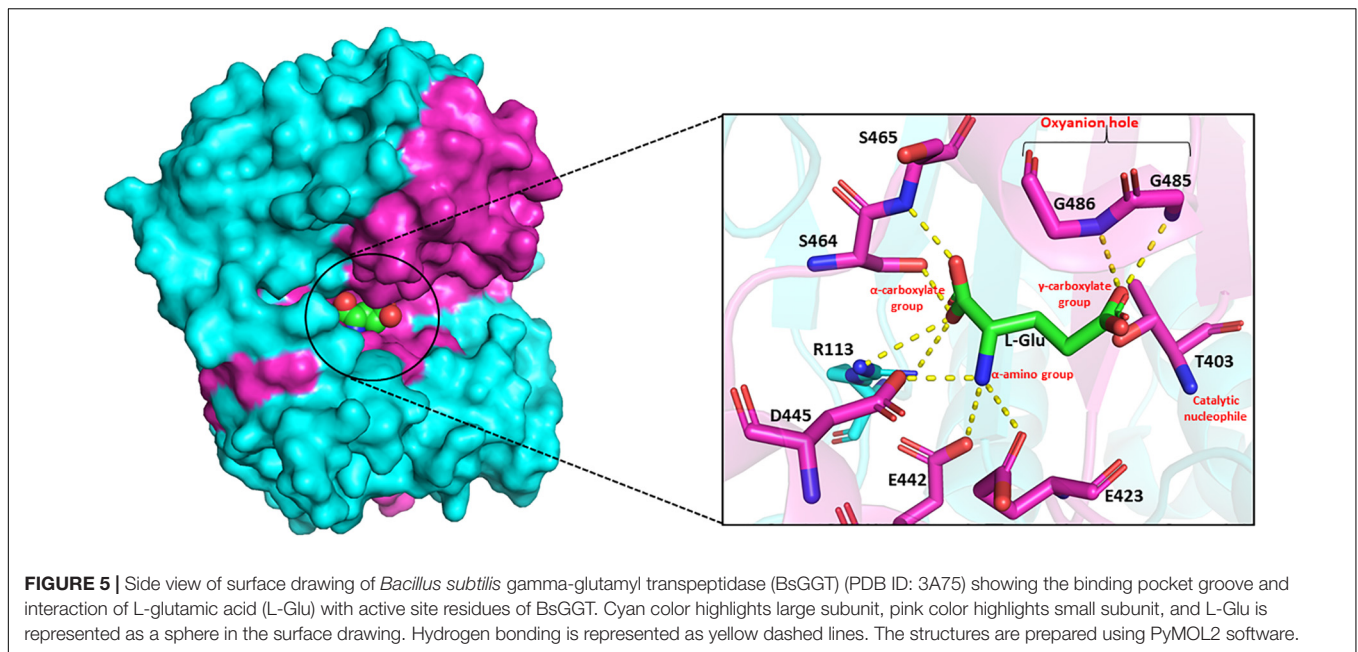 Oxyanion hole
S465
G485
G486
S464
α-carboxylate
group
γ-carboxylate
group
R113
L-Glu
T403
α-amino group
Catalytic
nucleophile
D445
E442
E423
FIGURE 5 | Side view of surface drawing of Bacillus subtilis gamma-glutamyl transpeptidase (BsGGT) (PDB ID: 3A75) showing the binding pocket groove and
interaction of L-glutamic acid (L-Glu) with active site residues of BsGGT. Cyan color highlights large subunit, pink color highlights small subunit, and L-Glu is
represented as a sphere in the surface drawing. Hydrogen bonding is represented as yellow dashed lines. The structures are prepared using PyMOL2 software.